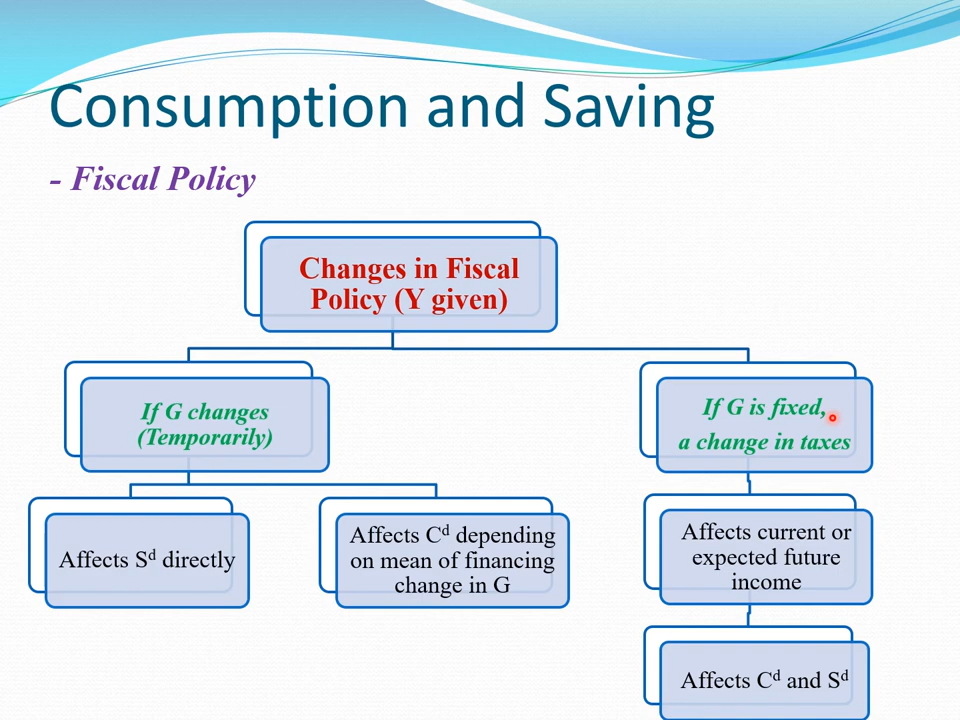 Consumption and Saving
- Fiscal Policy
Changes in Fiscal
Policy (Y given)
If G changes
(Temporarily)
If G is fixed,
a change in taxes
Affects Sᵈ directly
Affects Cᵈ depending
on mean of financing
change in G
Affects current or
expected future
income
Affects Cᵈ and Sᵈ